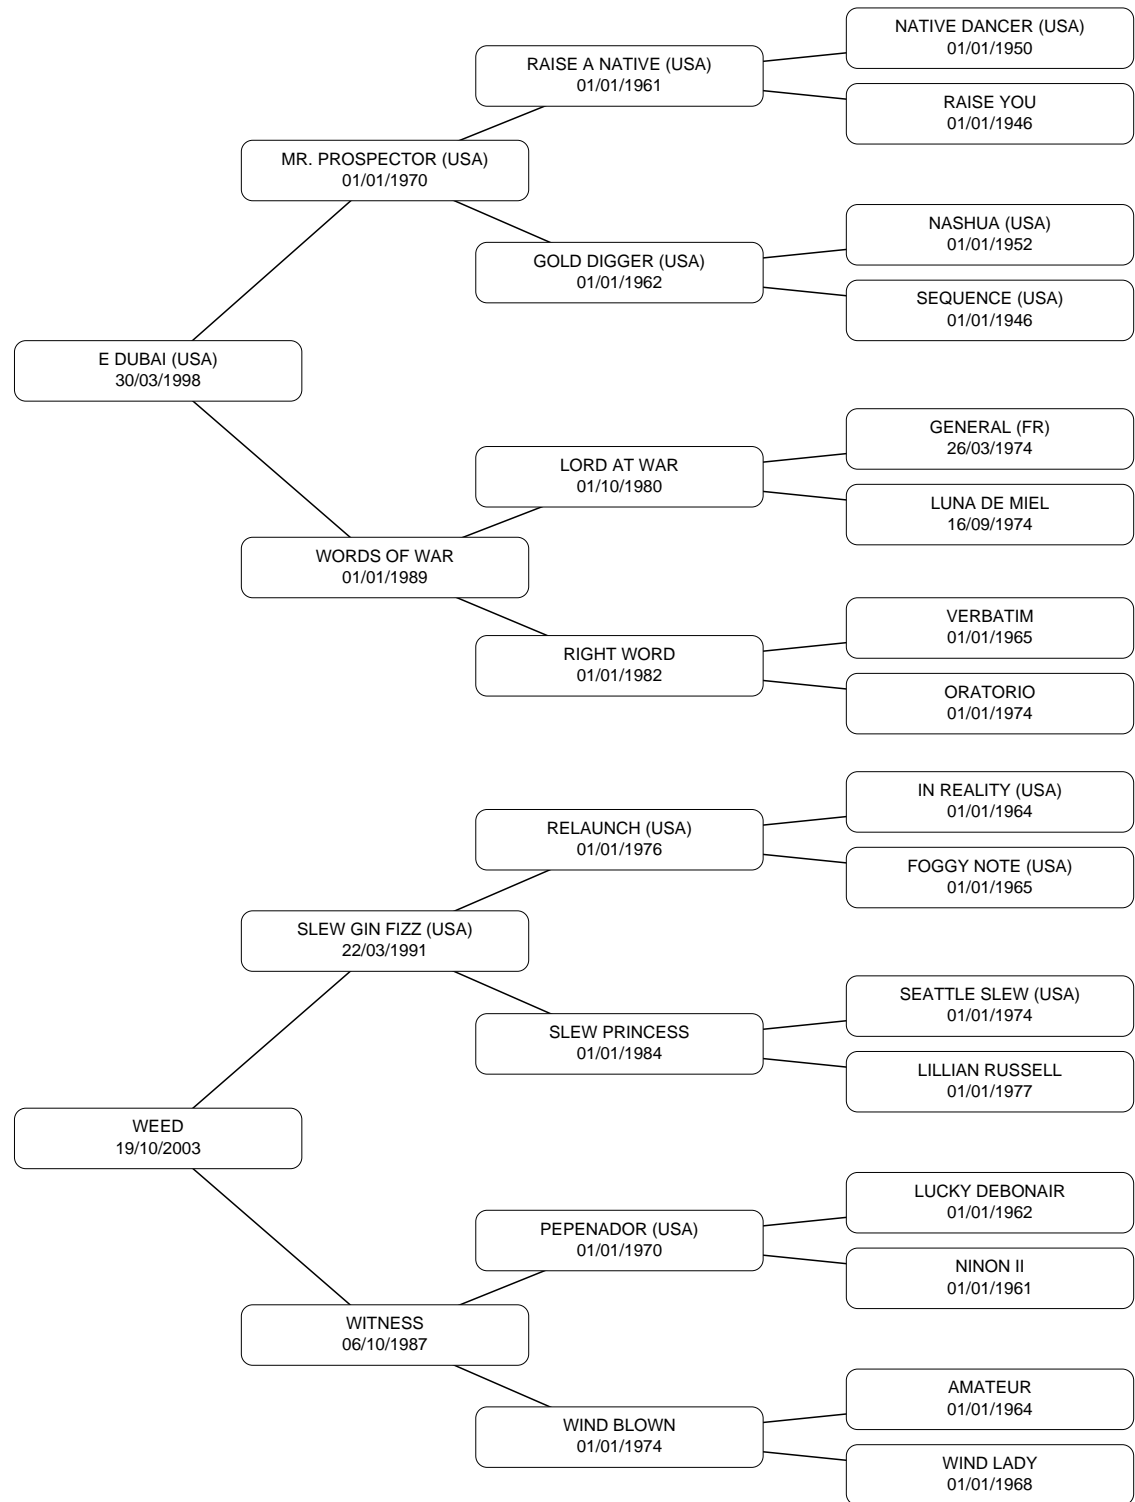 NATIVE DANCER (USA)
01/01/1950
RAISE A NATIVE (USA)
01/01/1961
RAISE YOU
01/01/1946
MR. PROSPECTOR (USA)
01/01/1970
NASHUA (USA)
01/01/1952
GOLD DIGGER (USA)
01/01/1962
SEQUENCE (USA)
01/01/1946
E DUBAI (USA)
30/03/1998
GENERAL (FR)
26/03/1974
LORD AT WAR
01/10/1980
LUNA DE MIEL
16/09/1974
WORDS OF WAR
01/01/1989
VERBATIM
01/01/1965
RIGHT WORD
01/01/1982
ORATORIO
01/01/1974
IN REALITY (USA)
01/01/1964
RELAUNCH (USA)
01/01/1976
FOGGY NOTE (USA)
01/01/1965
SLEW GIN FIZZ (USA)
22/03/1991
SEATTLE SLEW (USA)
01/01/1974
SLEW PRINCESS
01/01/1984
LILLIAN RUSSELL
01/01/1977
WEED
19/10/2003
LUCKY DEBONAIR
01/01/1962
PEPENADOR (USA)
01/01/1970
NINON II
01/01/1961
WITNESS
06/10/1987
AMATEUR
01/01/1964
WIND BLOWN
01/01/1974
WIND LADY
01/01/1968